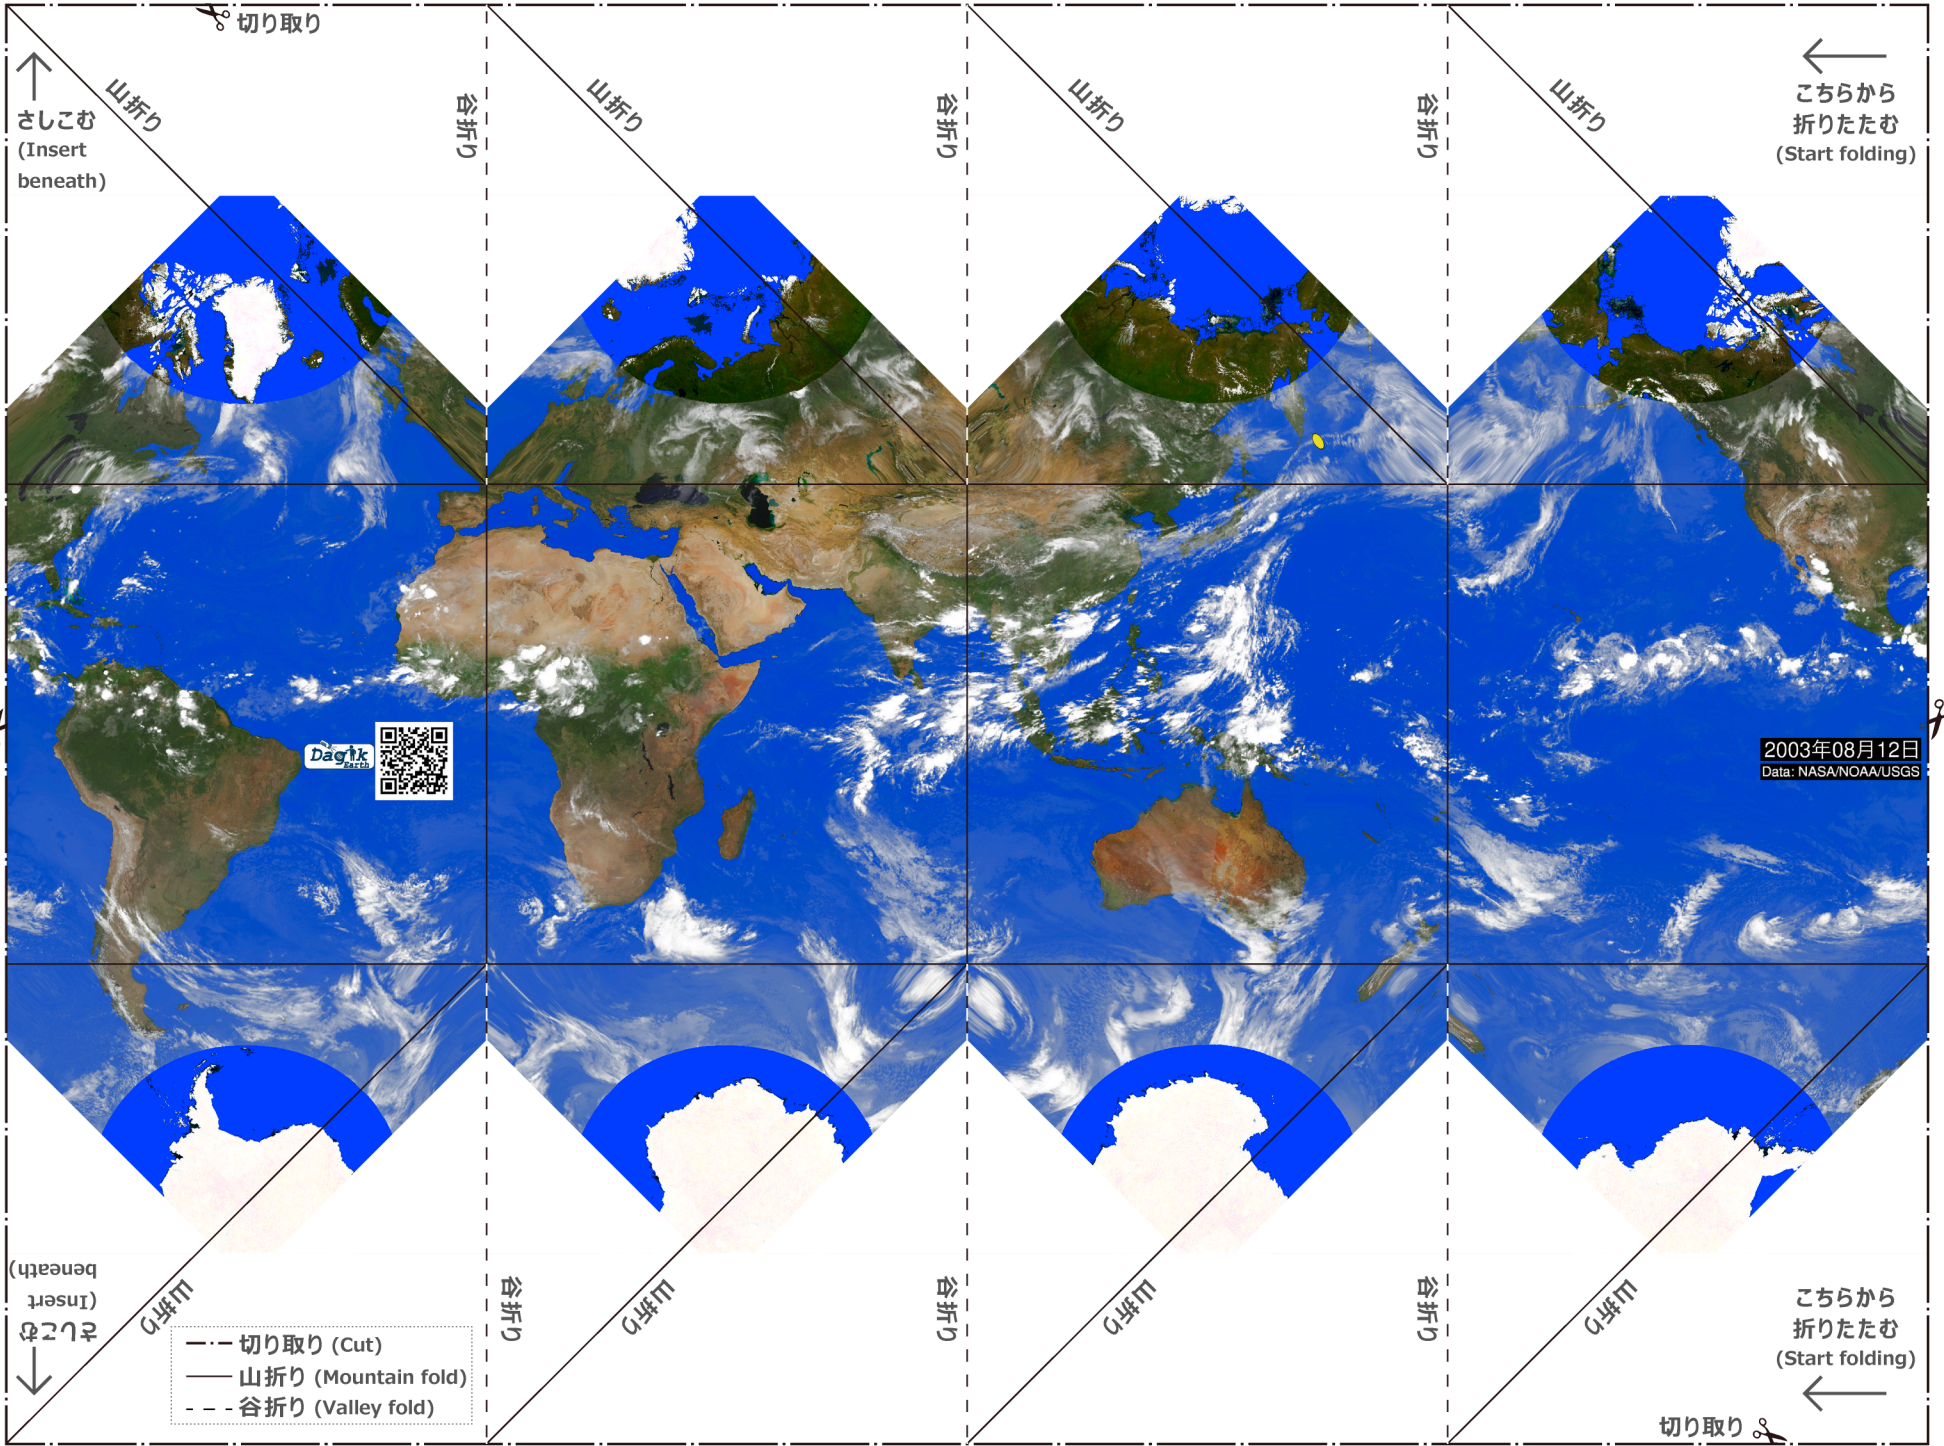 切り取り
山折り
谷折り
山折り
谷折り
山折り
谷折り
山折り
こちらから
折りたたむ
(Start folding)
さしこむ
(Insert
beneath)
Dagik
Earth
2003年08月12日
Data: NASA/NOAA/USGS
さしこむ
(Insert
beneath)
山折り
谷折り
山折り
谷折り
山折り
谷折り
山折り
こちらから
折りたたむ
(Start folding)
切り取り (Cut)
山折り (Mountain fold)
谷折り (Valley fold)
切り取り